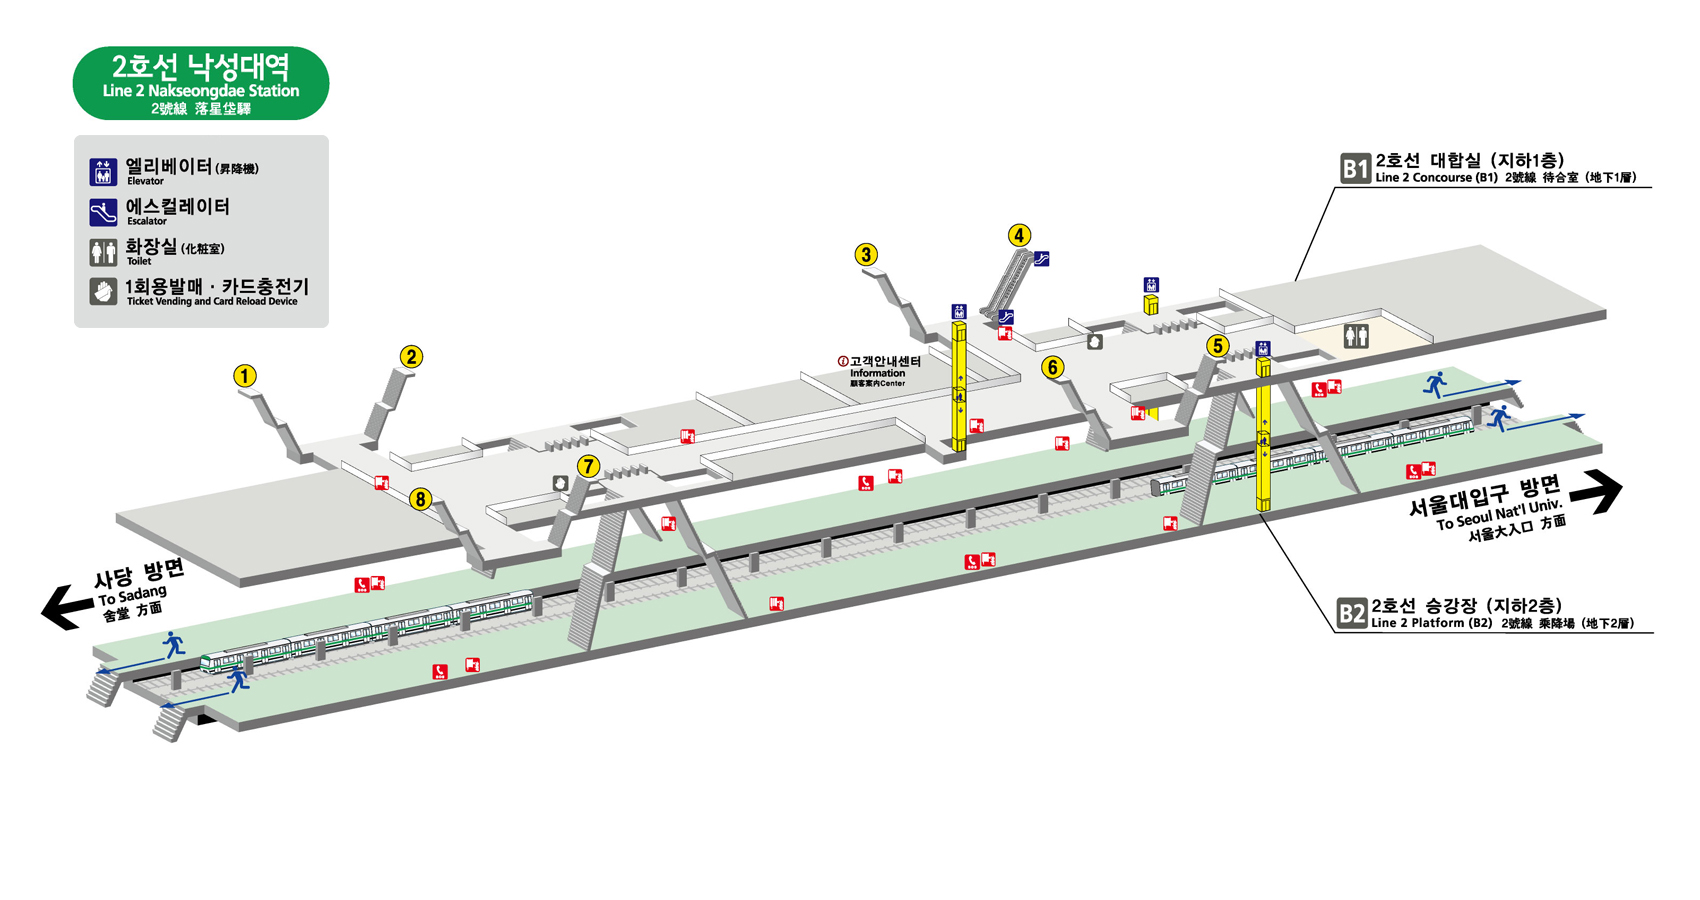 2호선 낙성대역
Line 2 Nakseongdae Station
2號線 落星垈驛
엘리베이터 (昇降機)
Elevator
에스컬레이터
Escalator
화장실 (化粧室)
Toilet
1회용발매 · 카드충전기
Ticket Vending and Card Reload Device
B1 2호선 대합실 (지하1층)
Line 2 Concourse (B1) 2號線 待合室 (地下1層)
4
3
2
1
5
6
ⓘ고객안내센터
Information
顧客案內Center
7
8
서울대입구 방면
To Seoul Nat'l Univ.
서울大入口 方面
사당 방면
To Sadang
舍堂 方面
B2 2호선 승강장 (지하2층)
Line 2 Platform (B2) 2號線 乘降場 (地下2層)